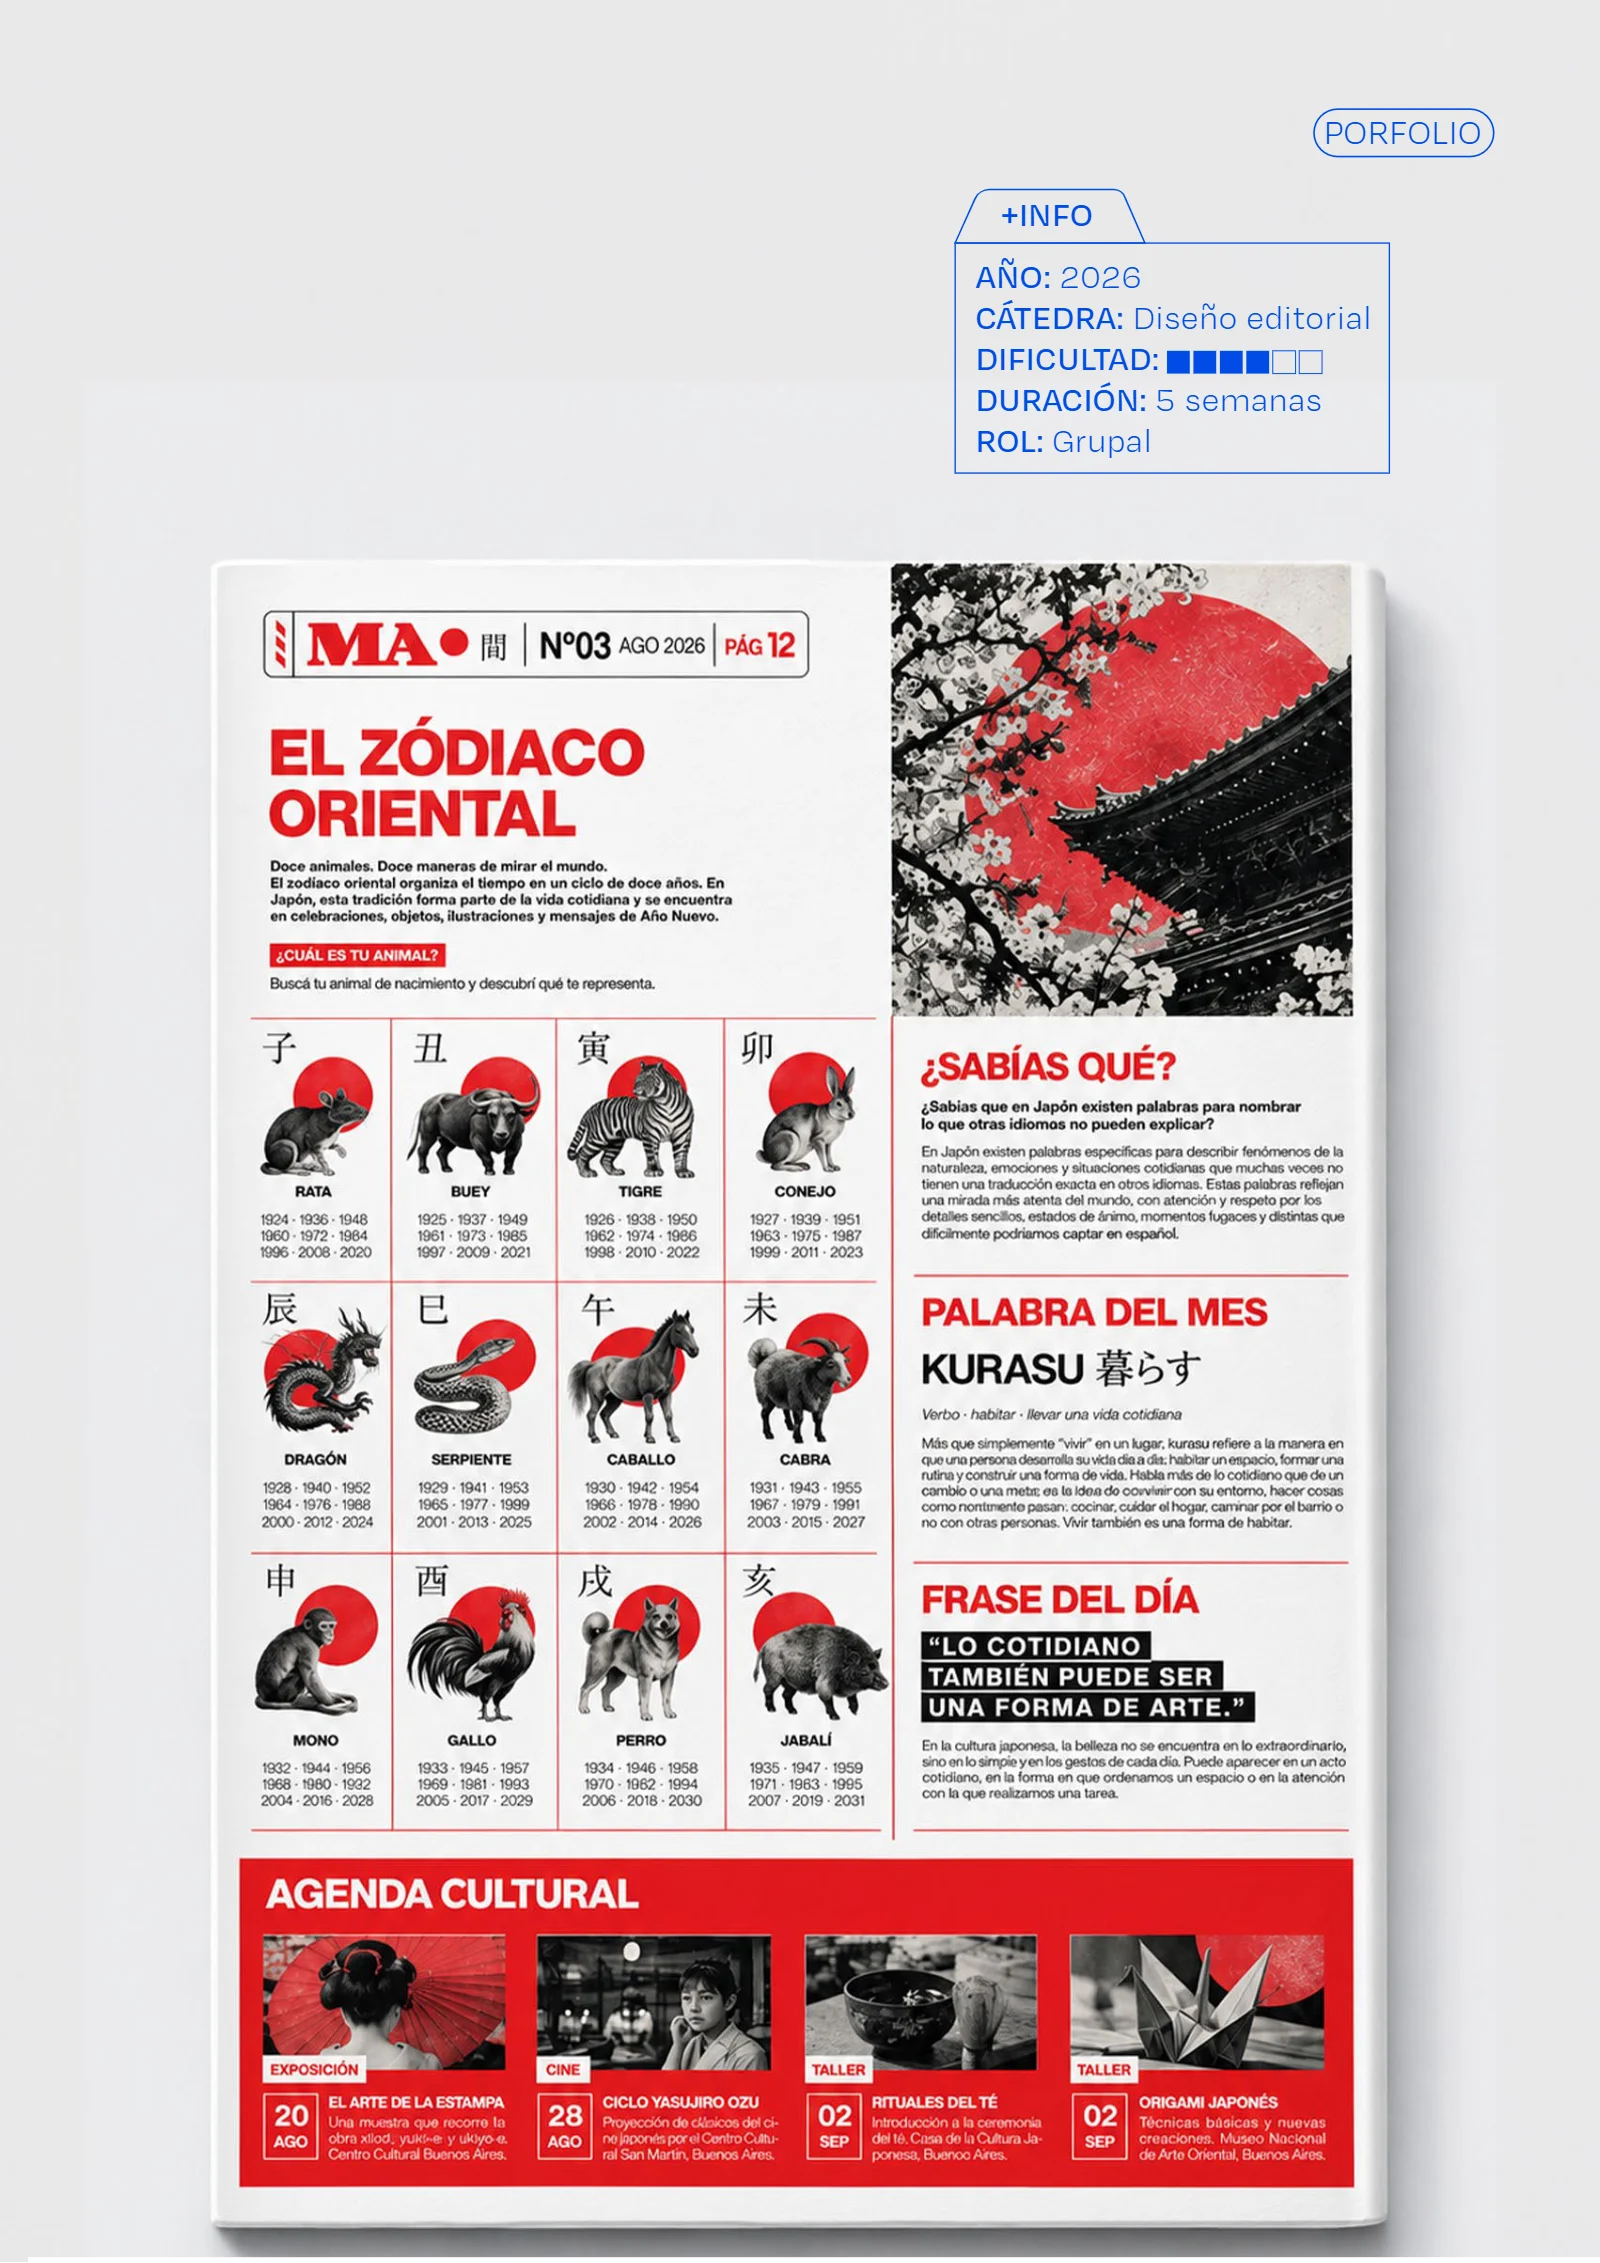 PORFOLIO
+INFO
AÑO: 2026
CÁTEDRA: Diseño editorial
DIFICULTAD:
DURACIÓN: 5 semanas
ROL: Grupal
MA 間 Nº03 AGO 2026 PÁG 12
EL ZÓDIACO
ORIENTAL
Doce animales. Doce maneras de mirar el mundo.
El zodíaco oriental organiza el tiempo en un ciclo de doce años. En
Japón, esta tradición forma parte de la vida cotidiana y se encuentra
en celebraciones, objetos, ilustraciones y mensajes de Año Nuevo.
¿CUÁL ES TU ANIMAL?
Buscá tu animal de nacimiento y descubrí qué te representa.
子
RATA
1924 · 1936 · 1948
1960 · 1972 · 1984
1996 · 2008 · 2020
丑
BUEY
1925 · 1937 · 1949
1961 · 1973 · 1985
1997 · 2009 · 2021
寅
TIGRE
1926 · 1938 · 1950
1962 · 1974 · 1986
1998 · 2010 · 2022
卯
CONEJO
1927 · 1939 · 1951
1963 · 1975 · 1987
1999 · 2011 · 2023
辰
DRAGÓN
1928 · 1940 · 1952
1964 · 1976 · 1988
2000 · 2012 · 2024
巳
SERPIENTE
1929 · 1941 · 1953
1965 · 1977 · 1999
2001 · 2013 · 2025
午
CABALLO
1930 · 1942 · 1954
1966 · 1978 · 1990
2002 · 2014 · 2026
未
CABRA
1931 · 1943 · 1955
1967 · 1979 · 1991
2003 · 2015 · 2027
申
MONO
1932 · 1944 · 1956
1968 · 1980 · 1932
2004 · 2016 · 2028
酉
GALLO
1933 · 1945 · 1957
1969 · 1981 · 1993
2005 · 2017 · 2029
戌
PERRO
1934 · 1946 · 1958
1970 · 1982 · 1994
2006 · 2018 · 2030
亥
JABALÍ
1935 · 1947 · 1959
1971 · 1963 · 1995
2007 · 2019 · 2031
¿SABÍAS QUÉ?
¿Sabias que en Japón existen palabras para nombrar
lo que otras idiomas no pueden explicar?
En Japón existen palabras específicas para describir fenómenos de la
naturaleza, emociones y situaciones cotidianas que muchas veces no
tienen una traducción exacta en otros idiomas. Estas palabras reflejan
una mirada más atenta del mundo, con atención y respeto por los
detalles sencillos, estados de ánimo, momentos fugaces y distintas que
difícilmente podríamos captar en español.
PALABRA DEL MES
KURASU 暮らす
Verbo · habitar · llevar una vida cotidiana
Más que simplemente "vivir" en un lugar, kurasu refiere a la manera en
que una persona desarrolla su vida día a día: habitar un espacio, formar una
rutina y construir una forma de vida. Habla más de lo cotidiano que de un
cambio o una meta: es la idea de convivir con su entorno, hacer cosas
como pasan: cocinar, cuidar el hogar, caminar por el barrio o
no con otras personas. Vivir también es una forma de habitar.
FRASE DEL DÍA
“LO COTIDIANO
TAMBIÉN PUEDE SER
UNA FORMA DE ARTE.”
En la cultura japonesa, la belleza no se encuentra en lo extraordinario,
sino en lo simple y en los gestos de cada día. Puede aparecer en un acto
cotidiano, en la forma en que ordenamos un espacio o en la atención
con la que realizamos una tarea.
AGENDA CULTURAL
EXPOSICIÓN
20
AGO
EL ARTE DE LA ESTAMPA
Una muestra que recorre la
obra y ukiyo-e.
Centro Cultural Buenos Aires.
CINE
28
AGO
CICLO YASUJIRO OZU
Proyección de clásicos del ci-
ne japonés por el Centro Cultu-
ral San Martín, Buenos Aires.
TALLER
02
SEP
RITUALES DEL TÉ
Introducción a la ceremonia
del té. Casa de la Cultura Ja-
ponesa, Buenos Aires.
TALLER
02
SEP
ORIGAMI JAPONÉS
Técnicas básicas y nuevas
creaciones. Museo Nacional
de Arte Oriental, Buenos Aires.